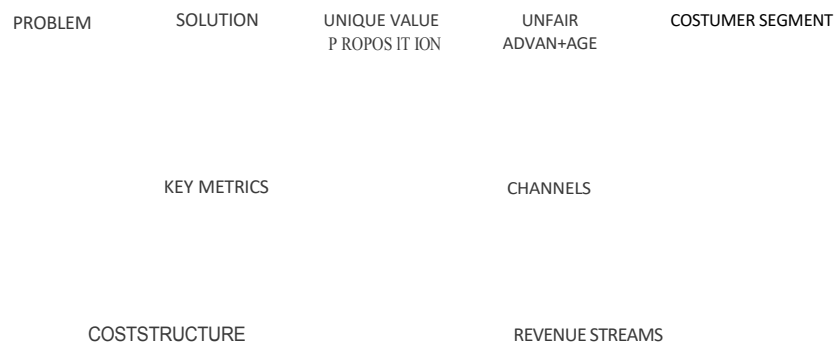 PROBLEM
SOLUTION
UNIQUE VALUE
P ROPOS IT ION
UNFAIR
ADVAN+AGE
COSTUMER SEGMENT
KEY METRICS
CHANNELS
COSTSTRUCTURE
REVENUE STREAMS